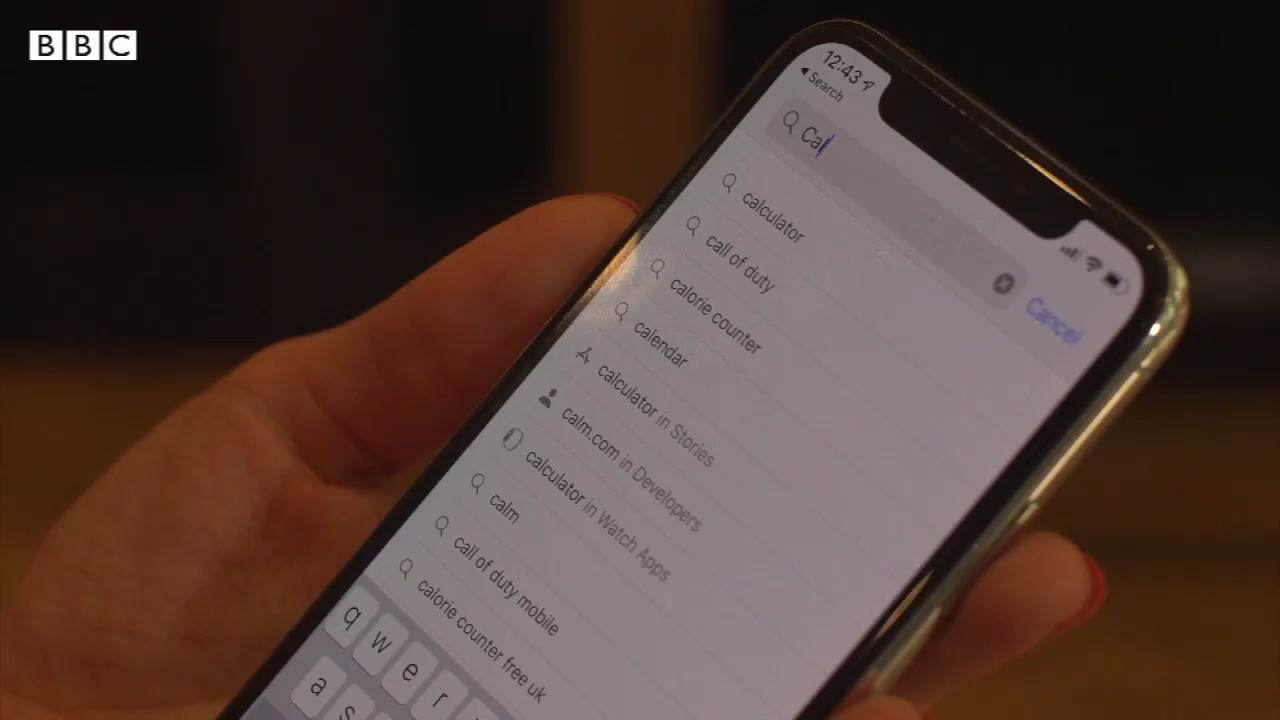 BBC
12:43
Search
Cal
Cancel
calculator
call of duty
calorie counter
calendar
calculator in Stories
calm.com in Developers
calculator in Watch Apps
calm
call of duty mobile
calorie counter free uk
q w e r
a s